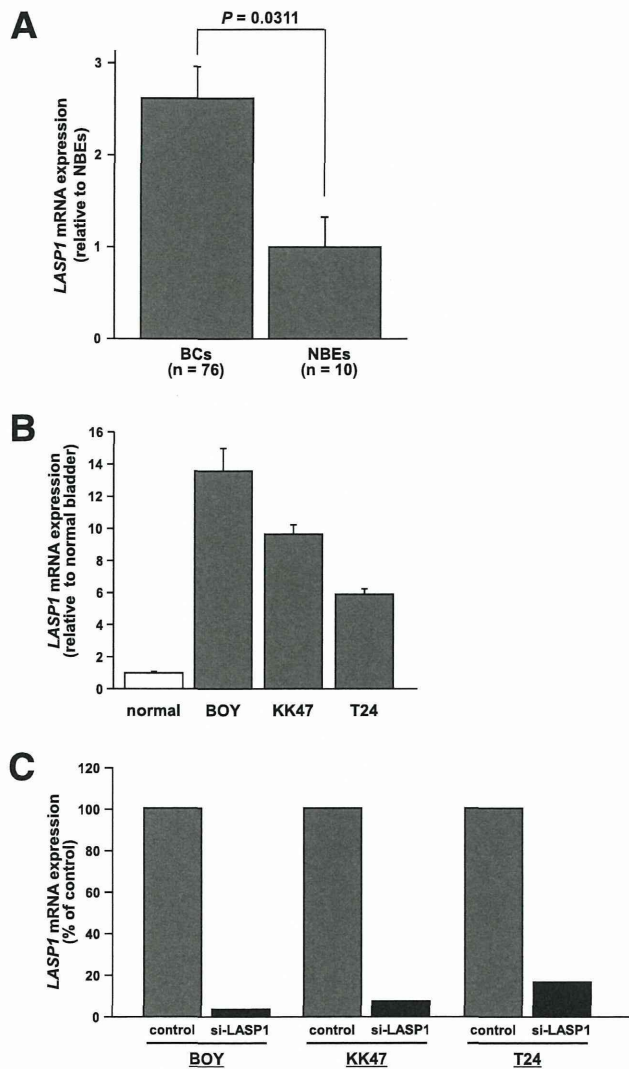 A
P = 0.0311
LASP1 mRNA expression
(relative to NBEs)
3
2
1
0
BCs
(n = 76)
NBEs
(n = 10)
B
LASP1 mRNA expression
(relative to normal bladder)
16
14
12
10
8
6
4
2
0
normal BOY KK47 T24
C
LASP1 mRNA expression
(% of control)
120
100
80
60
40
20
0
control si-LASP1 control si-LASP1 control si-LASP1
BOY KK47 T24